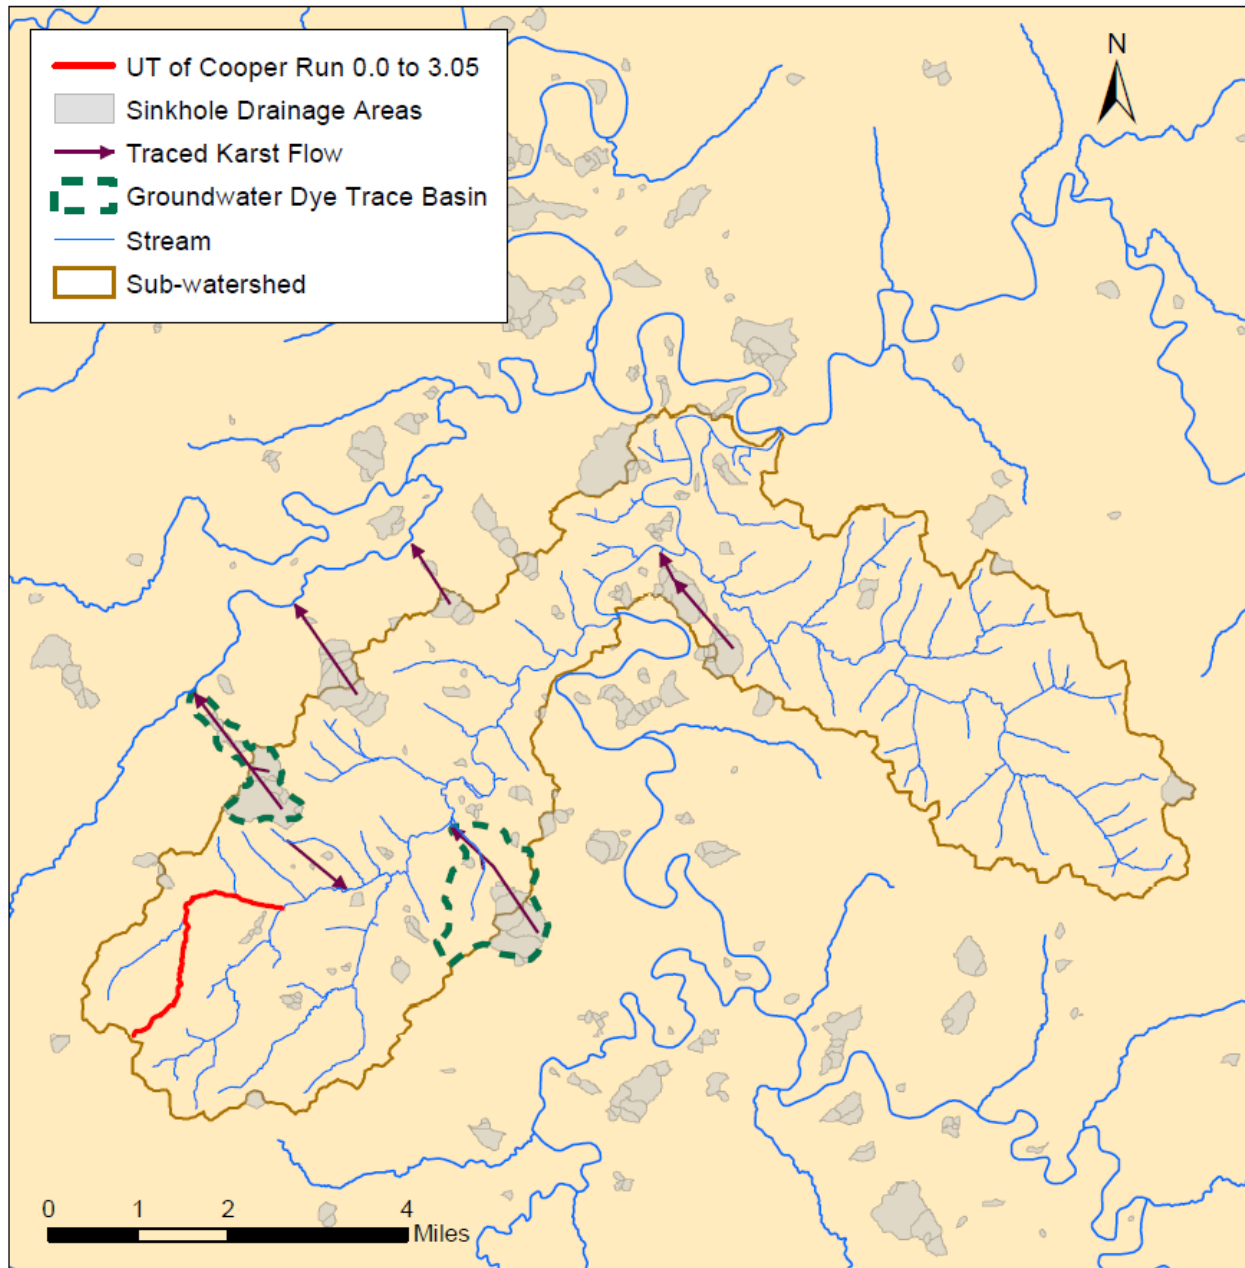 UT of Cooper Run 0.0 to 3.05
Sinkhole Drainage Areas
Traced Karst Flow
Groundwater Dye Trace Basin
Stream
Sub-watershed
N
0 1 2 4
Miles